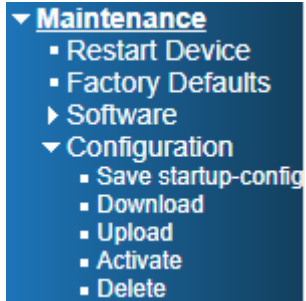 Maintenance
Restart Device
Factory Defaults
Software
Configuration
Save startup-config
Download
Upload
Activate
Delete